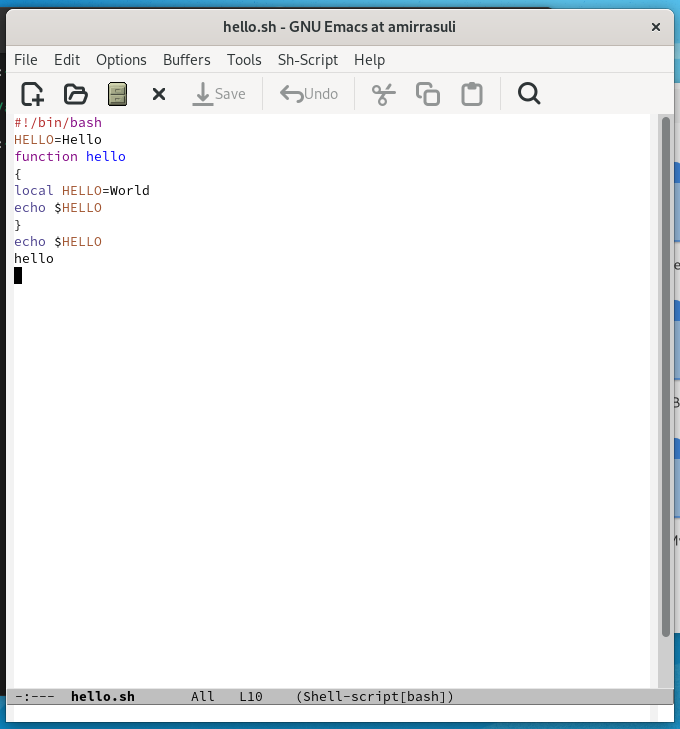 hello.sh - GNU Emacs at amirrasuli
File Edit Options Buffers Tools Sh-Script Help
Save Undo
#!/bin/bash
HELLO=Hello
function hello
{
local HELLO=World
echo $HELLO
}
echo $HELLO
hello
-:--- hello.sh All L10 (Shell-script[bash])